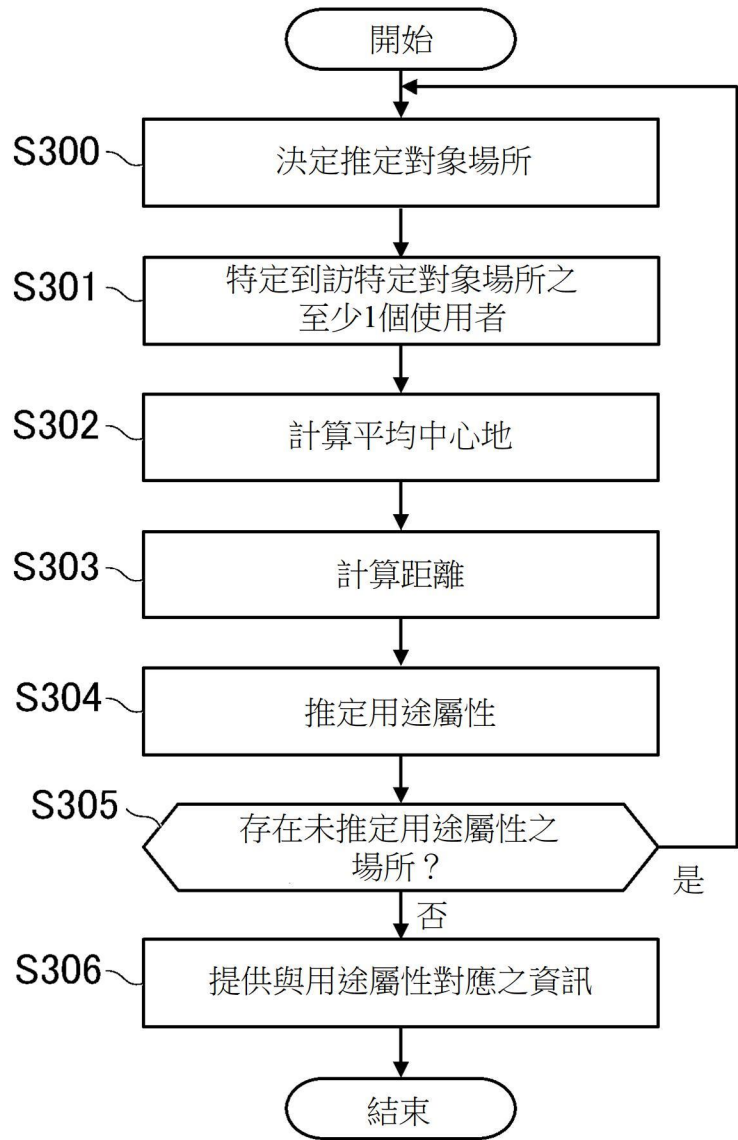 開始
S300
決定推定對象場所
S301
特定到訪特定對象場所之
至少1個使用者
S302
計算平均中心地
S303
計算距離
S304
推定用途屬性
S305
存在未推定用途屬性之
場所？
是
否
S306
提供與用途屬性對應之資訊
結束